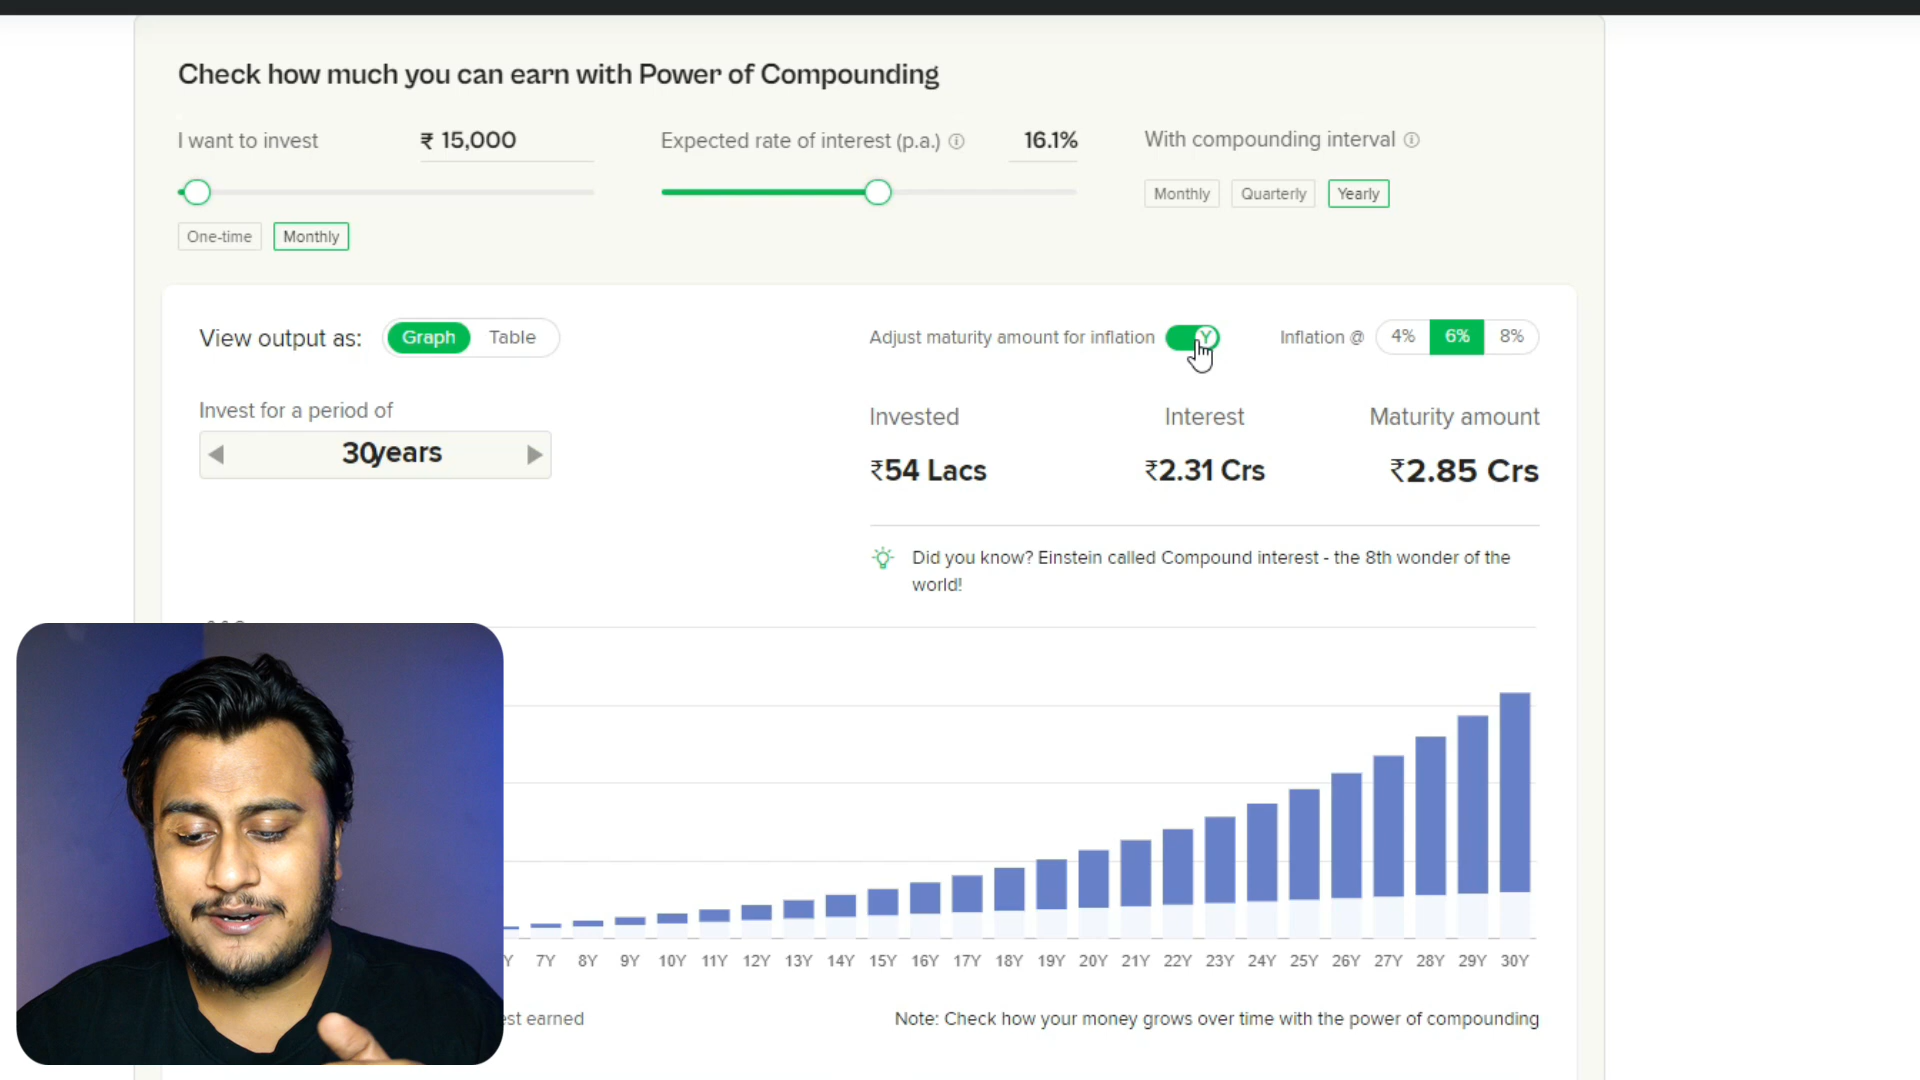 Check how much you can earn with Power of Compounding
I want to invest ₹ 15,000
Expected rate of interest (p.a.) 16.1%
With compounding interval
Monthly Quarterly Yearly
One-time Monthly
View output as: Graph Table
Adjust maturity amount for inflation Y
Inflation @ 4% 6% 8%
Invest for a period of
30years
Invested Interest Maturity amount
₹54 Lacs ₹2.31 Crs ₹2.85 Crs
Did you know? Einstein called Compound interest - the 8th wonder of the
world!
Y 7Y 8Y 9Y 10Y 11Y 12Y 13Y 14Y 15Y 16Y 17Y 18Y 19Y 20Y 21Y 22Y 23Y 24Y 25Y 26Y 27Y 28Y 29Y 30Y
est earned
Note: Check how your money grows over time with the power of compounding